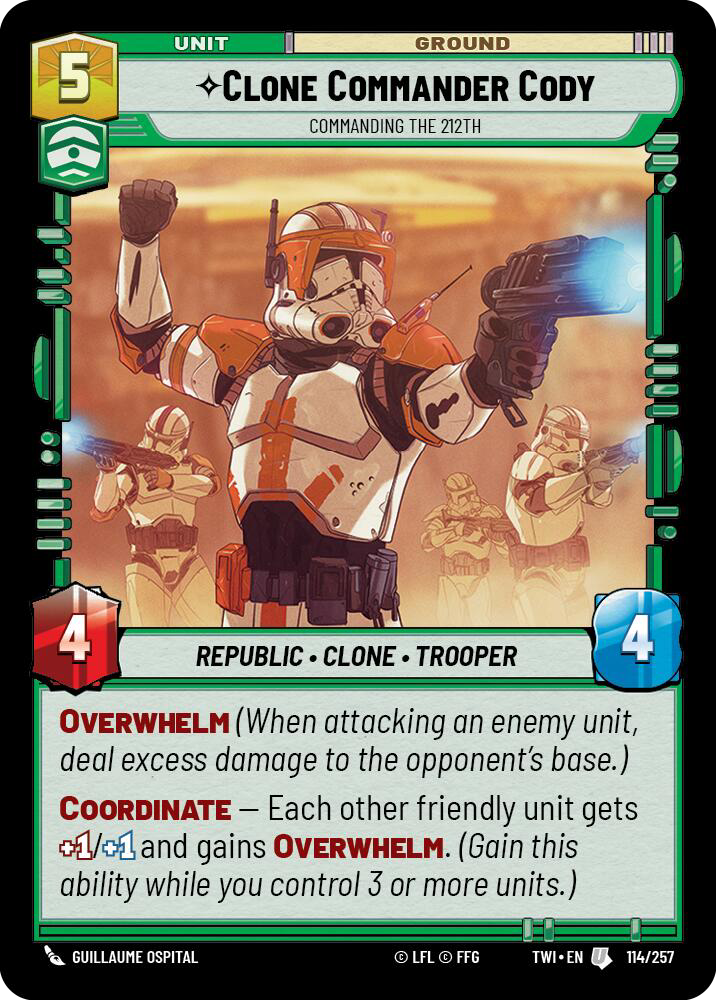 UNIT
GROUND
5
✧CLONE COMMANDER CODY
COMMANDING THE 212TH
4
REPUBLIC • CLONE • TROOPER
4
OVERWHELM (When attacking an enemy unit,
deal excess damage to the opponent’s base.)
COORDINATE — Each other friendly unit gets
+1/+1 and gains OVERWHELM. (Gain this
ability while you control 3 or more units.)
GUILLAUME OSPITAL
© LFL © FFG
TWI • EN
U
114/257